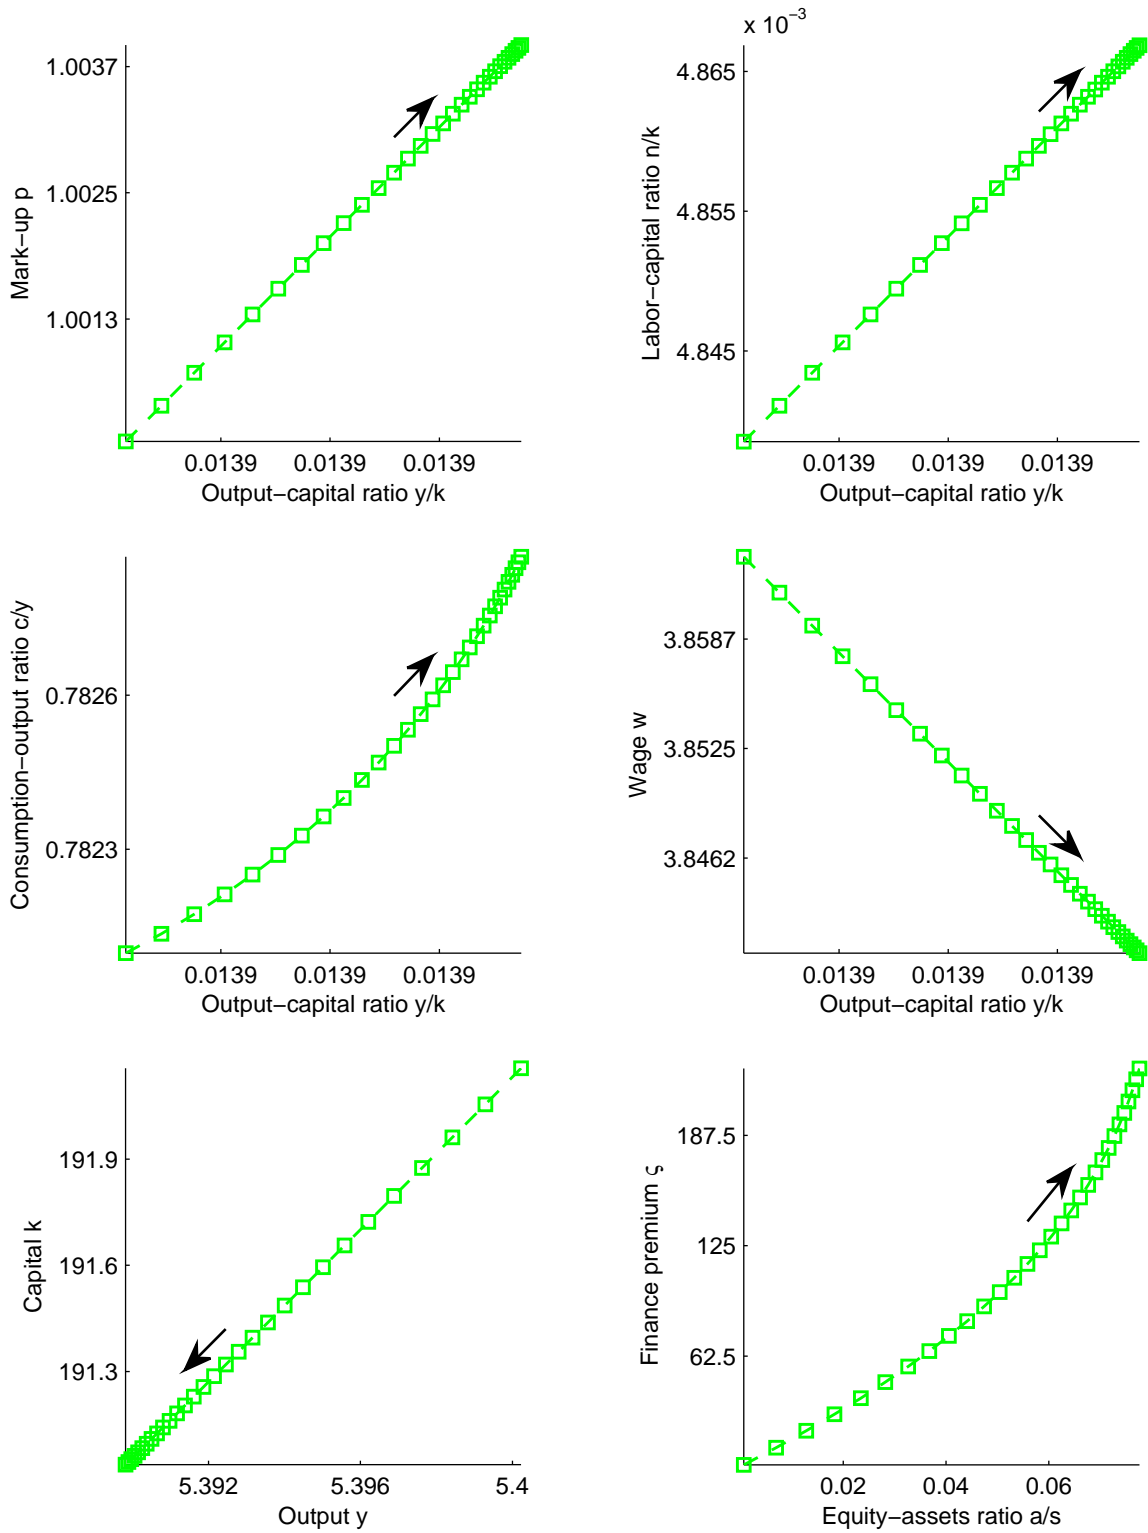 1.0037
1.0025
1.0013
Mark−up p
0.0139 0.0139 0.0139
Output−capital ratio y/k
x 10−3
4.865
4.855
4.845
Labor−capital ratio n/k
0.0139 0.0139 0.0139
Output−capital ratio y/k
0.7826
0.7823
Consumption−output ratio c/y
0.0139 0.0139 0.0139
Output−capital ratio y/k
3.8587
3.8525
3.8462
Wage w
0.0139 0.0139 0.0139
Output−capital ratio y/k
191.9
191.6
191.3
Capital k
5.392 5.396 5.4
Output y
187.5
125
62.5
Finance premium ς
0.02 0.04 0.06
Equity−assets ratio a/s